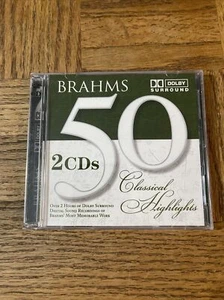 BRAHMS
DOLBY
SURROUND
50
2CDs
Classical
Highlights
Over 2 Hours of Dolby Surround
Digital Sound Recordings of
Brahms' Most Memorable Work